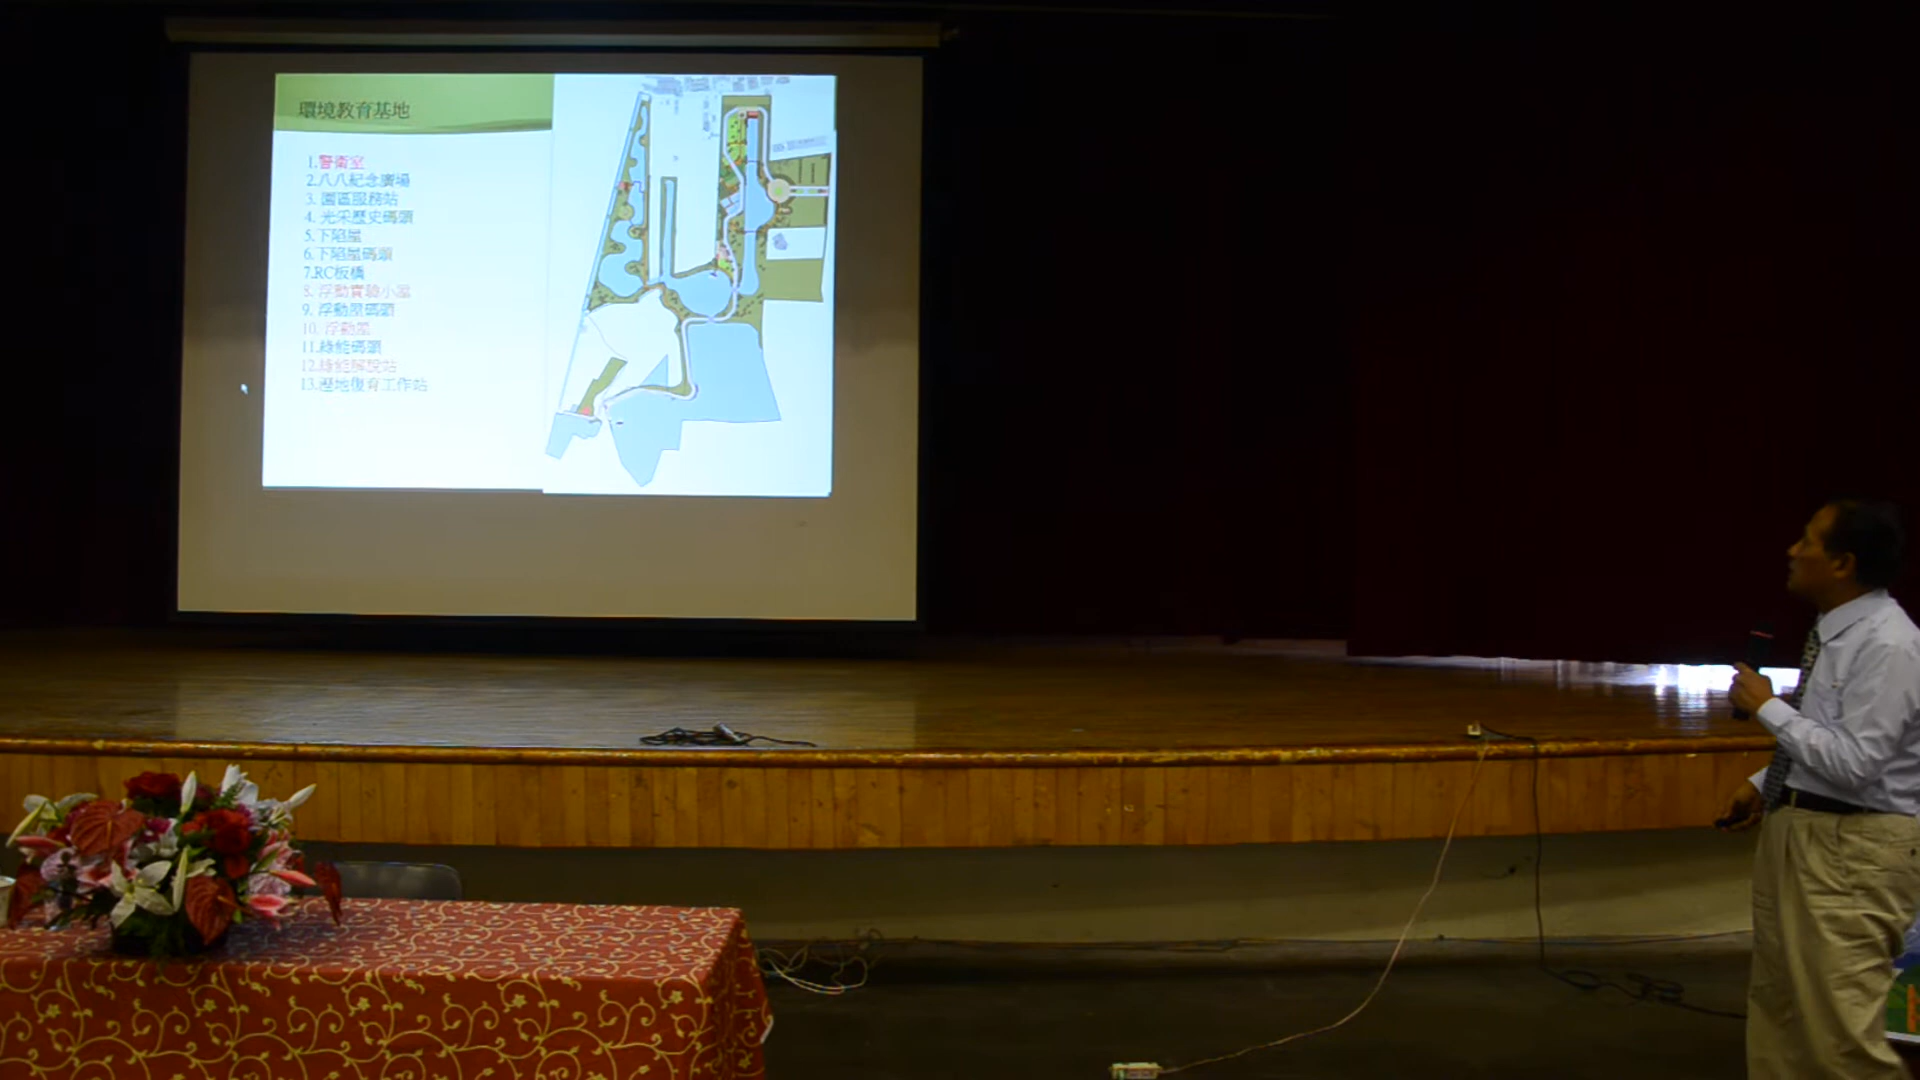 環境教育基地
1.警衛室
2.八八紀念廣場
3. 園區服務站
4. 光采歷史碼頭
5.下陷屋
6.下陷屋碼頭
7.RC板橋
8. 浮動實驗小屋
9. 浮動屋碼頭
10. 浮動屋
11.綠能碼頭
12.綠能解說站
13.溼地復育工作站